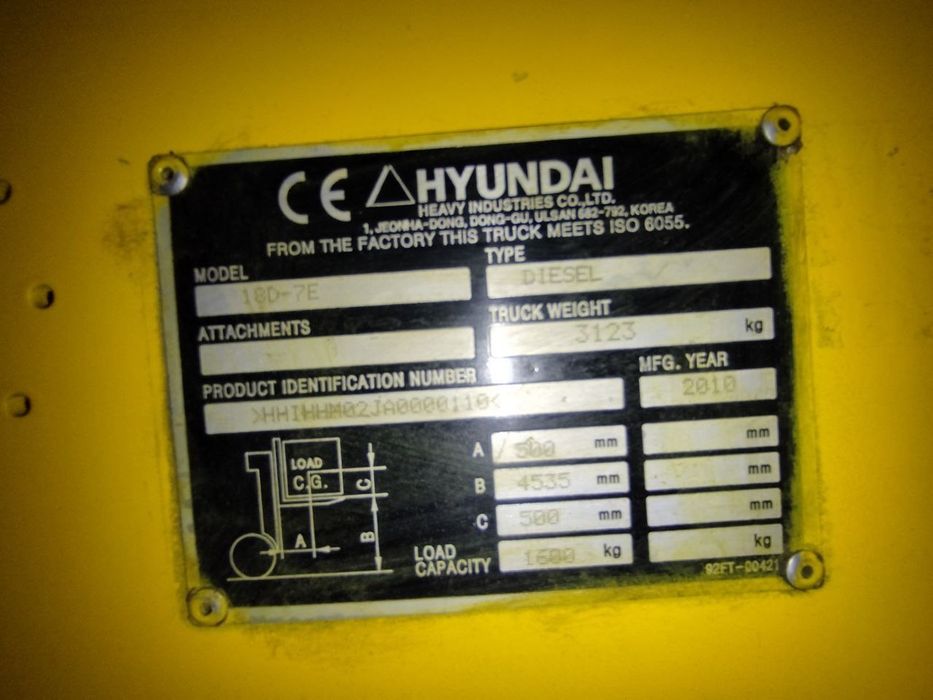 CE HYUNDAI
HEAVY INDUSTRIES CO.,LTD.
1, JEONHA-DONG, DONG-GU, ULSAN 682-792, KOREA
FROM THE FACTORY THIS TRUCK MEETS ISO 6055.
MODEL TYPE
18D-7E DIESEL
ATTACHMENTS TRUCK WEIGHT
3123 kg
PRODUCT IDENTIFICATION NUMBER MFG. YEAR
>HHIHHM02JA0000110< 2010
A 500 mm mm
B 4535 mm mm
C 500 mm mm
LOAD CAPACITY 1600 kg kg
LOAD
C.G.
C
A
B
92FT-00421